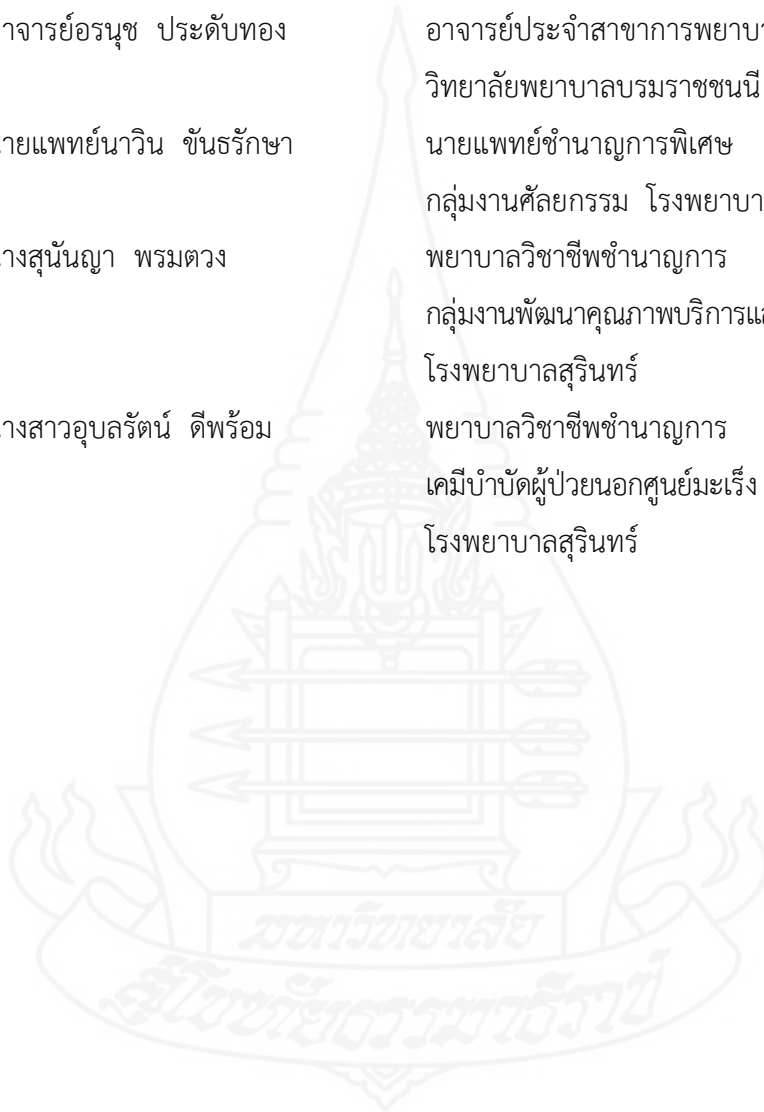 อรนุช ประดับทอง อาจารย์ประจำสาขาการพยาบา
วิทยาลัยพยาบาลบรมราชชนนี
นาวิน ขันธรักษา นายแพทย์ชำนาญการพิเศษ
กลุ่มงานศัลยกรรม โรงพยาบา
สุนันญา พรมตวง พยาบาลวิชาชีพชำนาญการ
กลุ่มงานพัฒนาคุณภาพบริการแ
โรงพยาบาลสุรินทร์
อุบลรัตน์ ดีพร้อม พยาบาลวิชาชีพชำนาญการ
เคมีบำบัดผู้ป่วยนอกศูนย์มะเร็ง
โรงพยาบาลสุรินทร์
มหาวิทยาลัย
สุโขทัยธรรมาธิราช